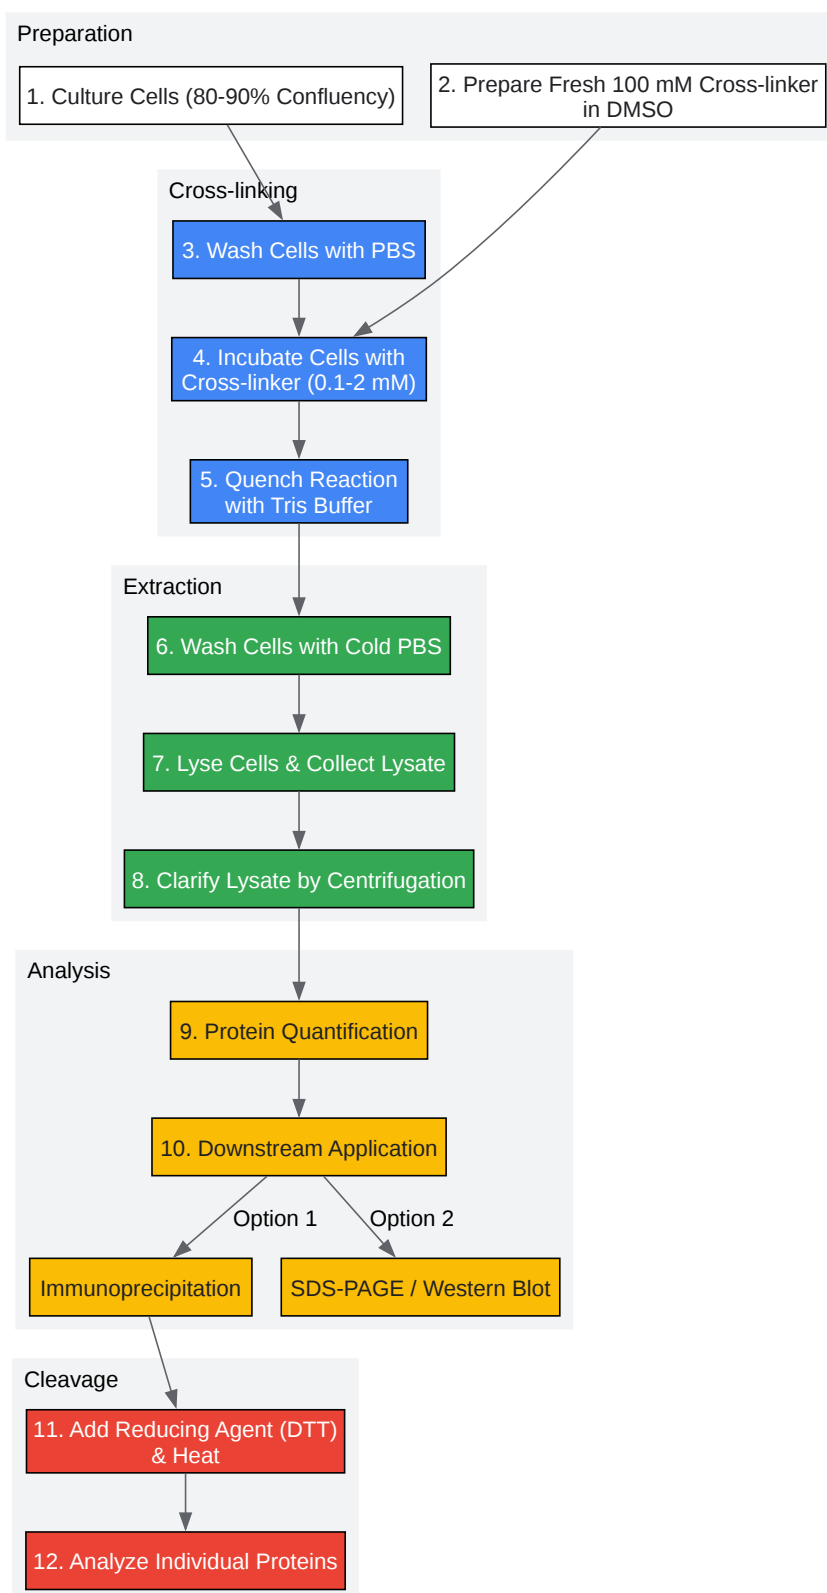 Preparation
1. Culture Cells (80-90% Confluency)
2. Prepare Fresh 100 mM Cross-linker
in DMSO
Cross-linking
3. Wash Cells with PBS
4. Incubate Cells with
Cross-linker (0.1-2 mM)
5. Quench Reaction
with Tris Buffer
Extraction
6. Wash Cells with Cold PBS
7. Lyse Cells & Collect Lysate
8. Clarify Lysate by Centrifugation
Analysis
9. Protein Quantification
10. Downstream Application
Option 1
Option 2
Immunoprecipitation
SDS-PAGE / Western Blot
Cleavage
11. Add Reducing Agent (DTT)
& Heat
12. Analyze Individual Proteins